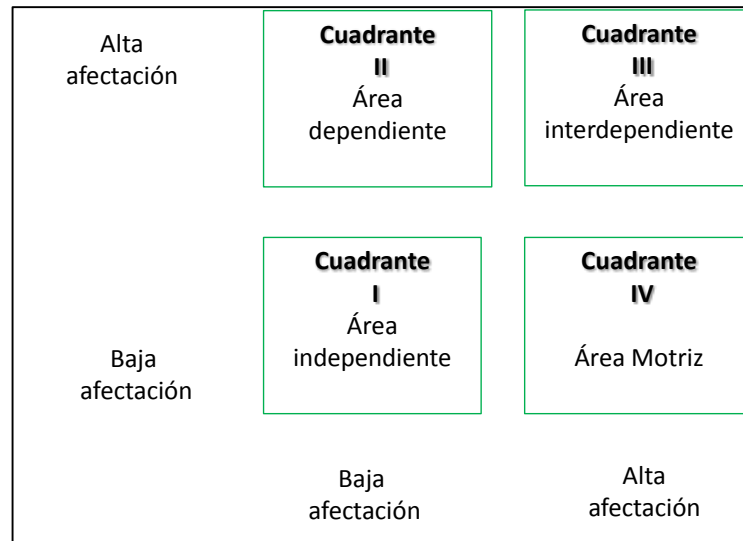 Alta
afectación
Cuadrante
II
Área
dependiente
Cuadrante
III
Área
interdependiente
Baja
afectación
Cuadrante
I
Área
independiente
Cuadrante
IV
Área Motriz
Baja
afectación
Alta
afectación